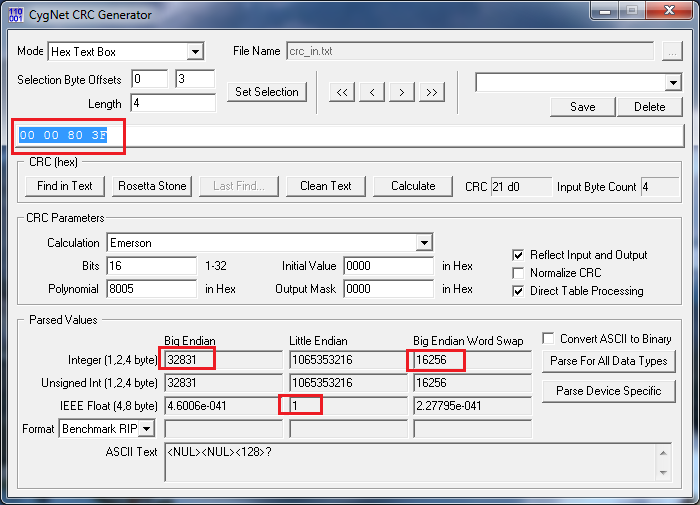 110
001
CygNet CRC Generator
Mode Hex Text Box File Name crc_in.txt ...
Selection Byte Offsets 0 3
Length 4 Set Selection << < > >>
Save Delete
00 00 80 3F
CRC (hex)
Find in Text Rosetta Stone Last Find... Clean Text Calculate CRC 21 d0 Input Byte Count 4
CRC Parameters
Calculation Emerson
Bits 16 1-32 Initial Value 0000 in Hex
Polynomial 8005 in Hex Output Mask 0000 in Hex
Reflect Input and Output
Normalize CRC
Direct Table Processing
Parsed Values
Big Endian Little Endian Big Endian Word Swap
Integer (1,2,4 byte) 32831 1065353216 16256
Unsigned Int (1,2,4 byte) 32831 1065353216 16256
IEEE Float (4,8 byte) 4.6006e-041 1 2.27795e-041
Format Benchmark RIP
ASCII Text <NUL><NUL><128>?
Convert ASCII to Binary
Parse For All Data Types
Parse Device Specific